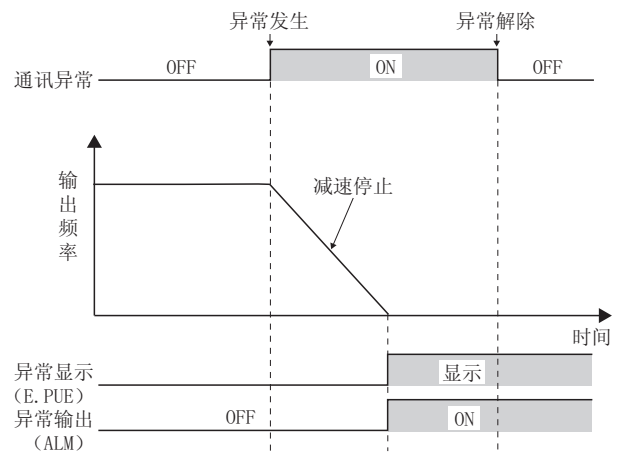 异常发生
异常解除
通讯异常
OFF
ON
OFF
输出频率
减速停止
时间
异常显示
(E.PUE)
显示
异常输出
(ALM)
OFF
ON